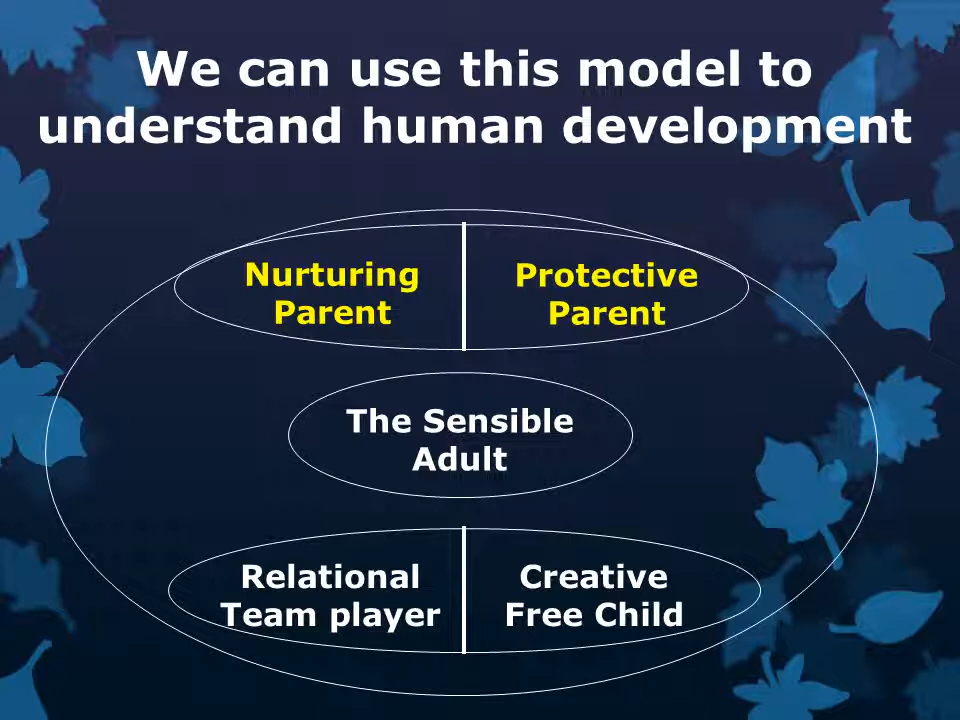 We can use this model to
understand human development
Nurturing
Parent
Protective
Parent
The Sensible
Adult
Relational
Team player
Creative
Free Child